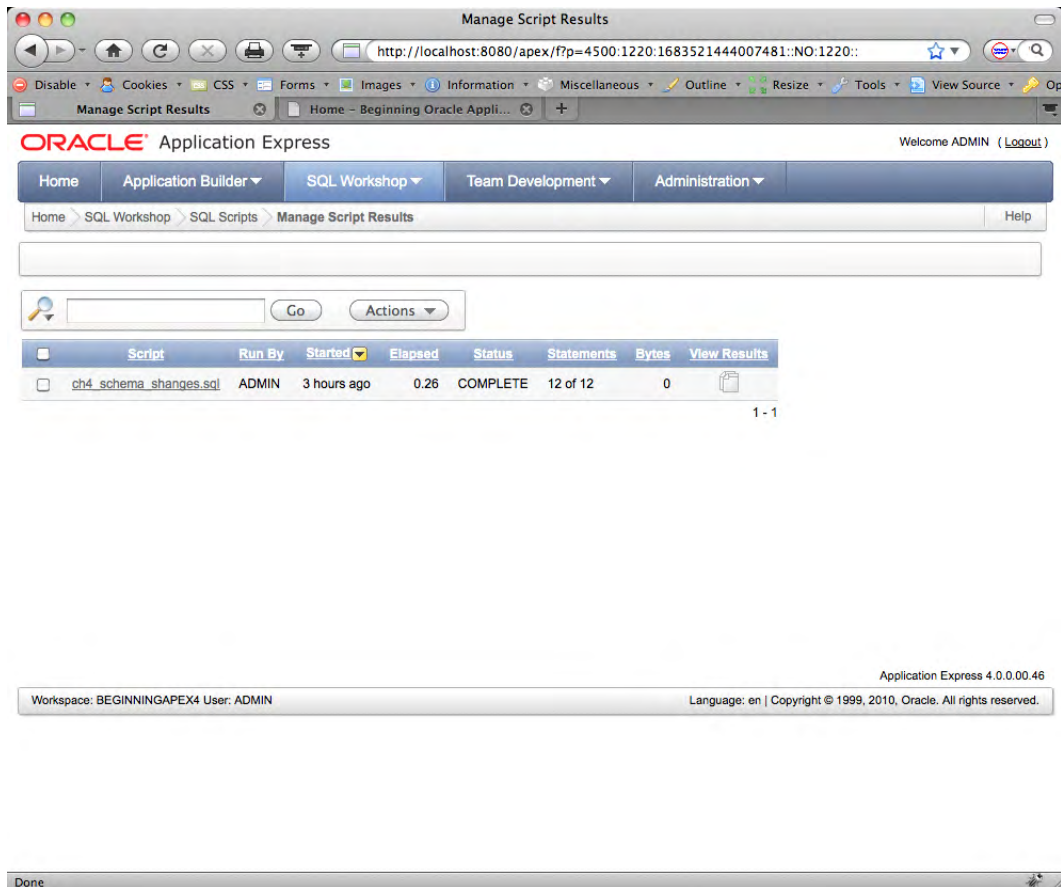 Manage Script Results
http://localhost:8080/apex/f?p=4500:1220:1683521444007481::NO:1220::
Disable Cookies CSS Forms Images Information Miscellaneous Outline Resize Tools View Source Op
Manage Script Results Home - Beginning Oracle Appli... +
ORACLE Application Express Welcome ADMIN ( Logout )
Home Application Builder SQL Workshop Team Development Administration
Home SQL Workshop SQL Scripts Manage Script Results Help
Go Actions
Script Run By Started Elapsed Status Statements Bytes View Results
ch4_schema_shanges.sql ADMIN 3 hours ago 0.26 COMPLETE 12 of 12 0
1 - 1
Application Express 4.0.0.00.46
Workspace: BEGINNINGAPEX4 User: ADMIN Language: en | Copyright © 1999, 2010, Oracle. All rights reserved.
Done